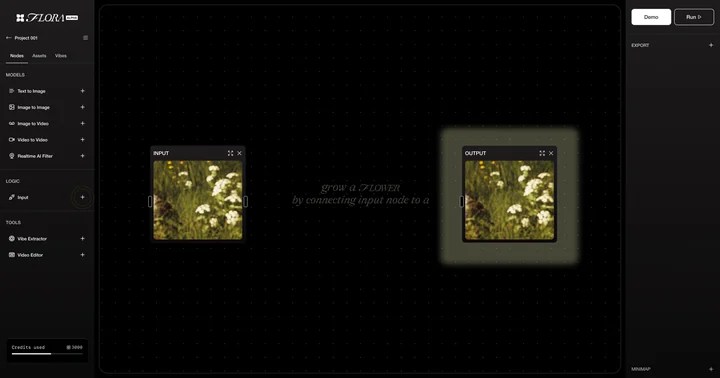 FLORA ALPHA
Project 001
Nodes Assets Vibes
MODELS
Text to Image
Image to Image
Image to Video
Video to Video
Realtime AI Filter
LOGIC
Input
TOOLS
Vibe Extractor
Video Editor
Credits used 3000
INPUT
grow a FLOWER
by connecting input node to a
OUTPUT
Demo Run
EXPORT
MINIMAP